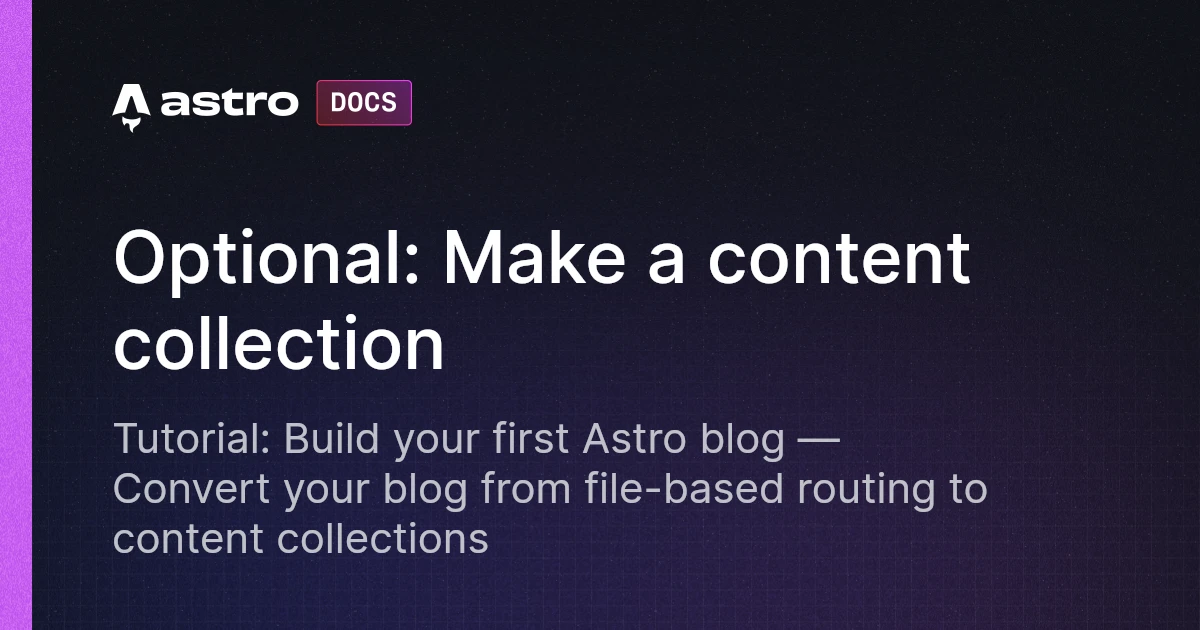 astro DOCS
Optional: Make a content
collection
Tutorial: Build your first Astro blog —
Convert your blog from file-based routing to
content collections